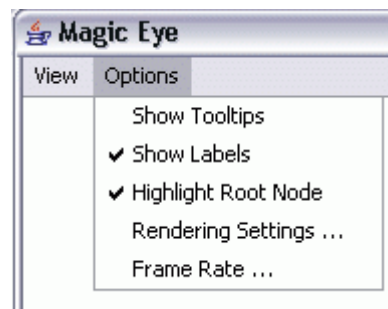 Magic Eye
View Options
Show Tooltips
Show Labels
Highlight Root Node
Rendering Settings ...
Frame Rate ...